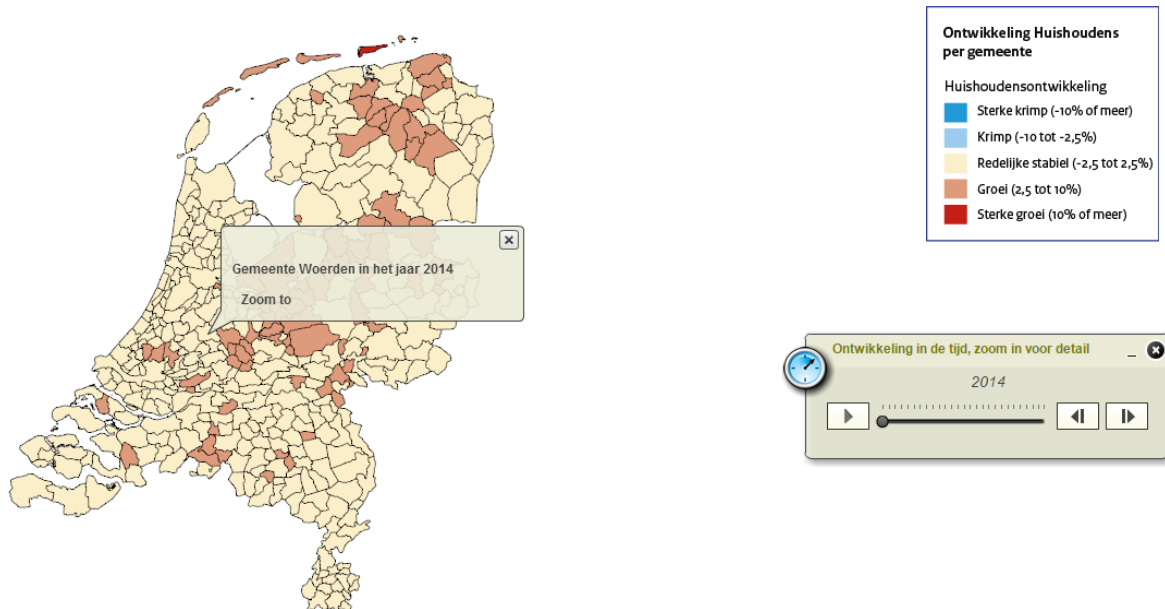 Ontwikkeling Huishoudens
per gemeente
Huishoudensontwikkeling
Sterke krimp (-10% of meer)
Krimp (-10 tot -2,5%)
Redelijke stabiel (-2,5 tot 2,5%)
Groei (2,5 tot 10%)
Sterke groei (10% of meer)
Gemeente Woerden in het jaar 2014
Zoom to
Ontwikkeling in de tijd, zoom in voor detail
2014